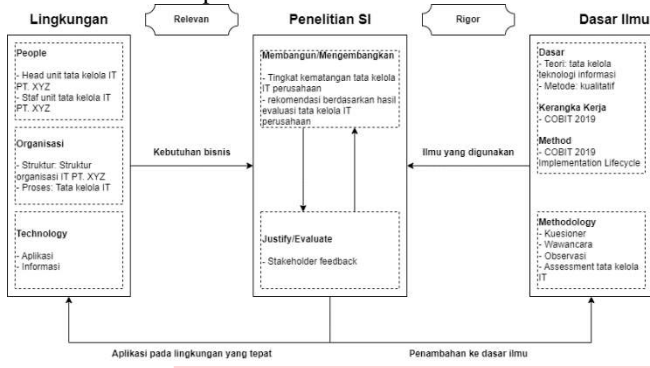 Lingkungan
Relevan
Penelitian SI
Rigor
Dasar Ilmu
People
- Head unit tata kelola IT
PT. XYZ
- Staf unit tata kelola IT
PT. XYZ
Organisasi
- Struktur: Struktur
organisasi IT PT. XYZ
- Proses: Tata kelola IT
Technology
- Aplikasi
- Informasi
Kebutuhan bisnis
Membangun/Mengembangkan
- Tingkat kematangan tata kelola
IT perusahaan
- rekomendasi berdasarkan hasil
evaluasi tata kelola IT
perusahaan
Justify/Evaluate
- Stakeholder feedback
Ilmu yang digunakan
Dasar
- Teori: tata kelola
teknologi informasi
- Metode: kualitatif
Kerangka Kerja
- COBIT 2019
Method
- COBIT 2019
Implementation Lifecycle
Methodology
- Kuesioner
- Wawancara
- Observasi
- Assessment tata kelola
IT
Aplikasi pada lingkungan yang tepat
Penambahan ke dasar ilmu